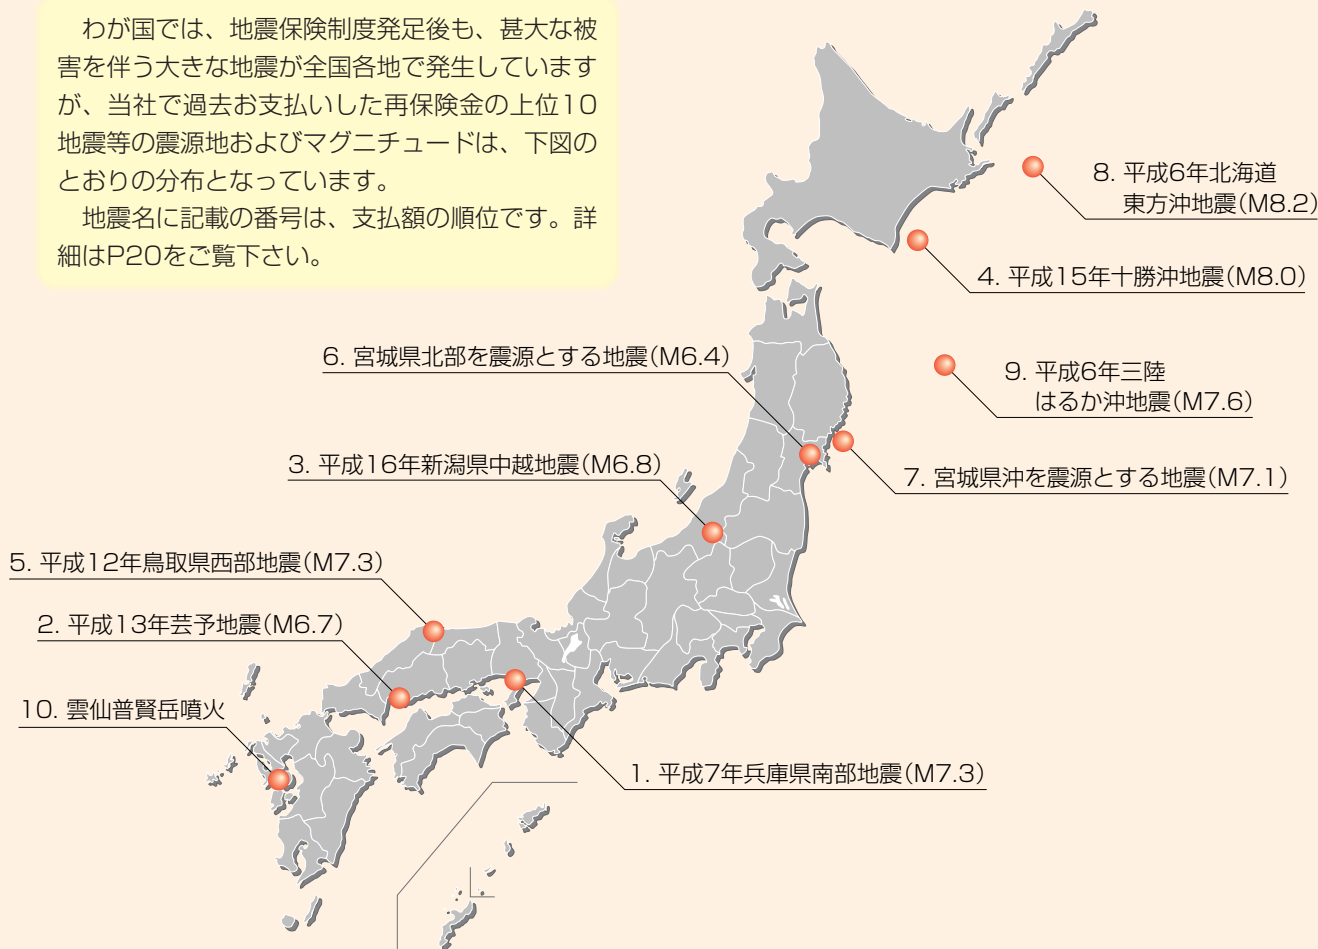 わが国では、地震保険制度発足後も、甚大な被
害を伴う大きな地震が全国各地で発生しています
が、当社で過去お支払いした再保険金の上位10
地震等の震源地およびマグニチュードは、下図の
とおりの分布となっています。
地震名に記載の番号は、支払額の順位です。詳
細はP20をご覧下さい。
8. 平成6年北海道
東方沖地震(M8.2)
4. 平成15年十勝沖地震(M8.0)
6. 宮城県北部を震源とする地震(M6.4)
9. 平成6年三陸
はるか沖地震(M7.6)
3. 平成16年新潟県中越地震(M6.8)
7. 宮城県沖を震源とする地震(M7.1)
5. 平成12年鳥取県西部地震(M7.3)
2. 平成13年芸予地震(M6.7)
10. 雲仙普賢岳噴火
1. 平成7年兵庫県南部地震(M7.3)